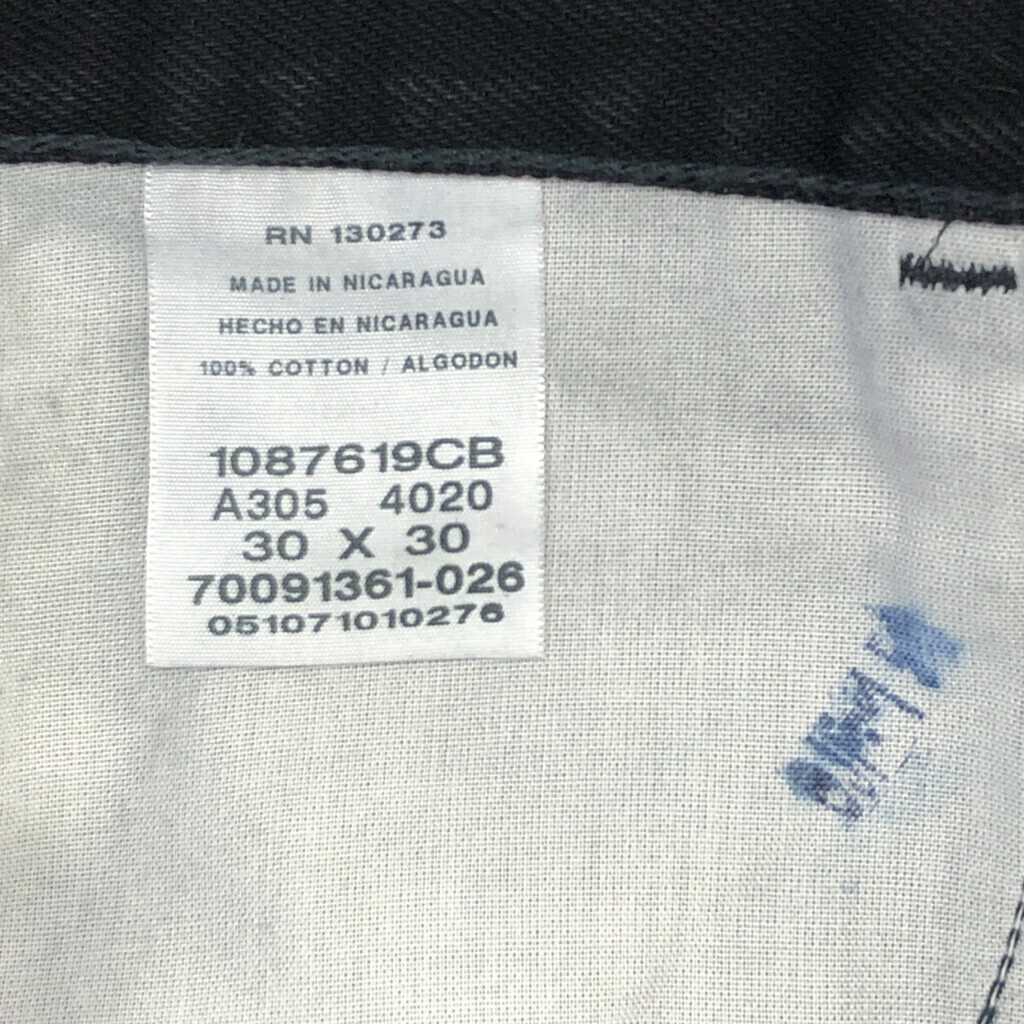 RN 130273
MADE IN NICARAGUA
HECHO EN NICARAGUA
100% COTTON / ALGODON
1087619CB
A305 4020
30 X 30
70091361-026
051071010276